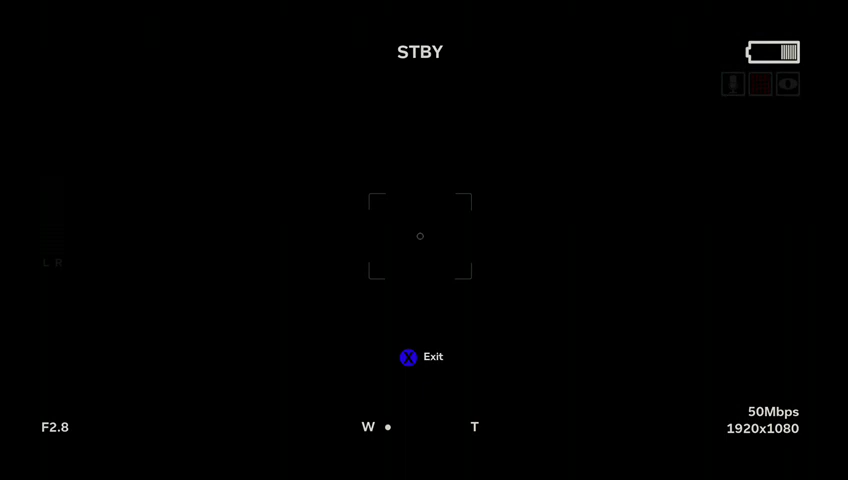 STBY
L R
X Exit
F2.8
W T
50Mbps
1920x1080